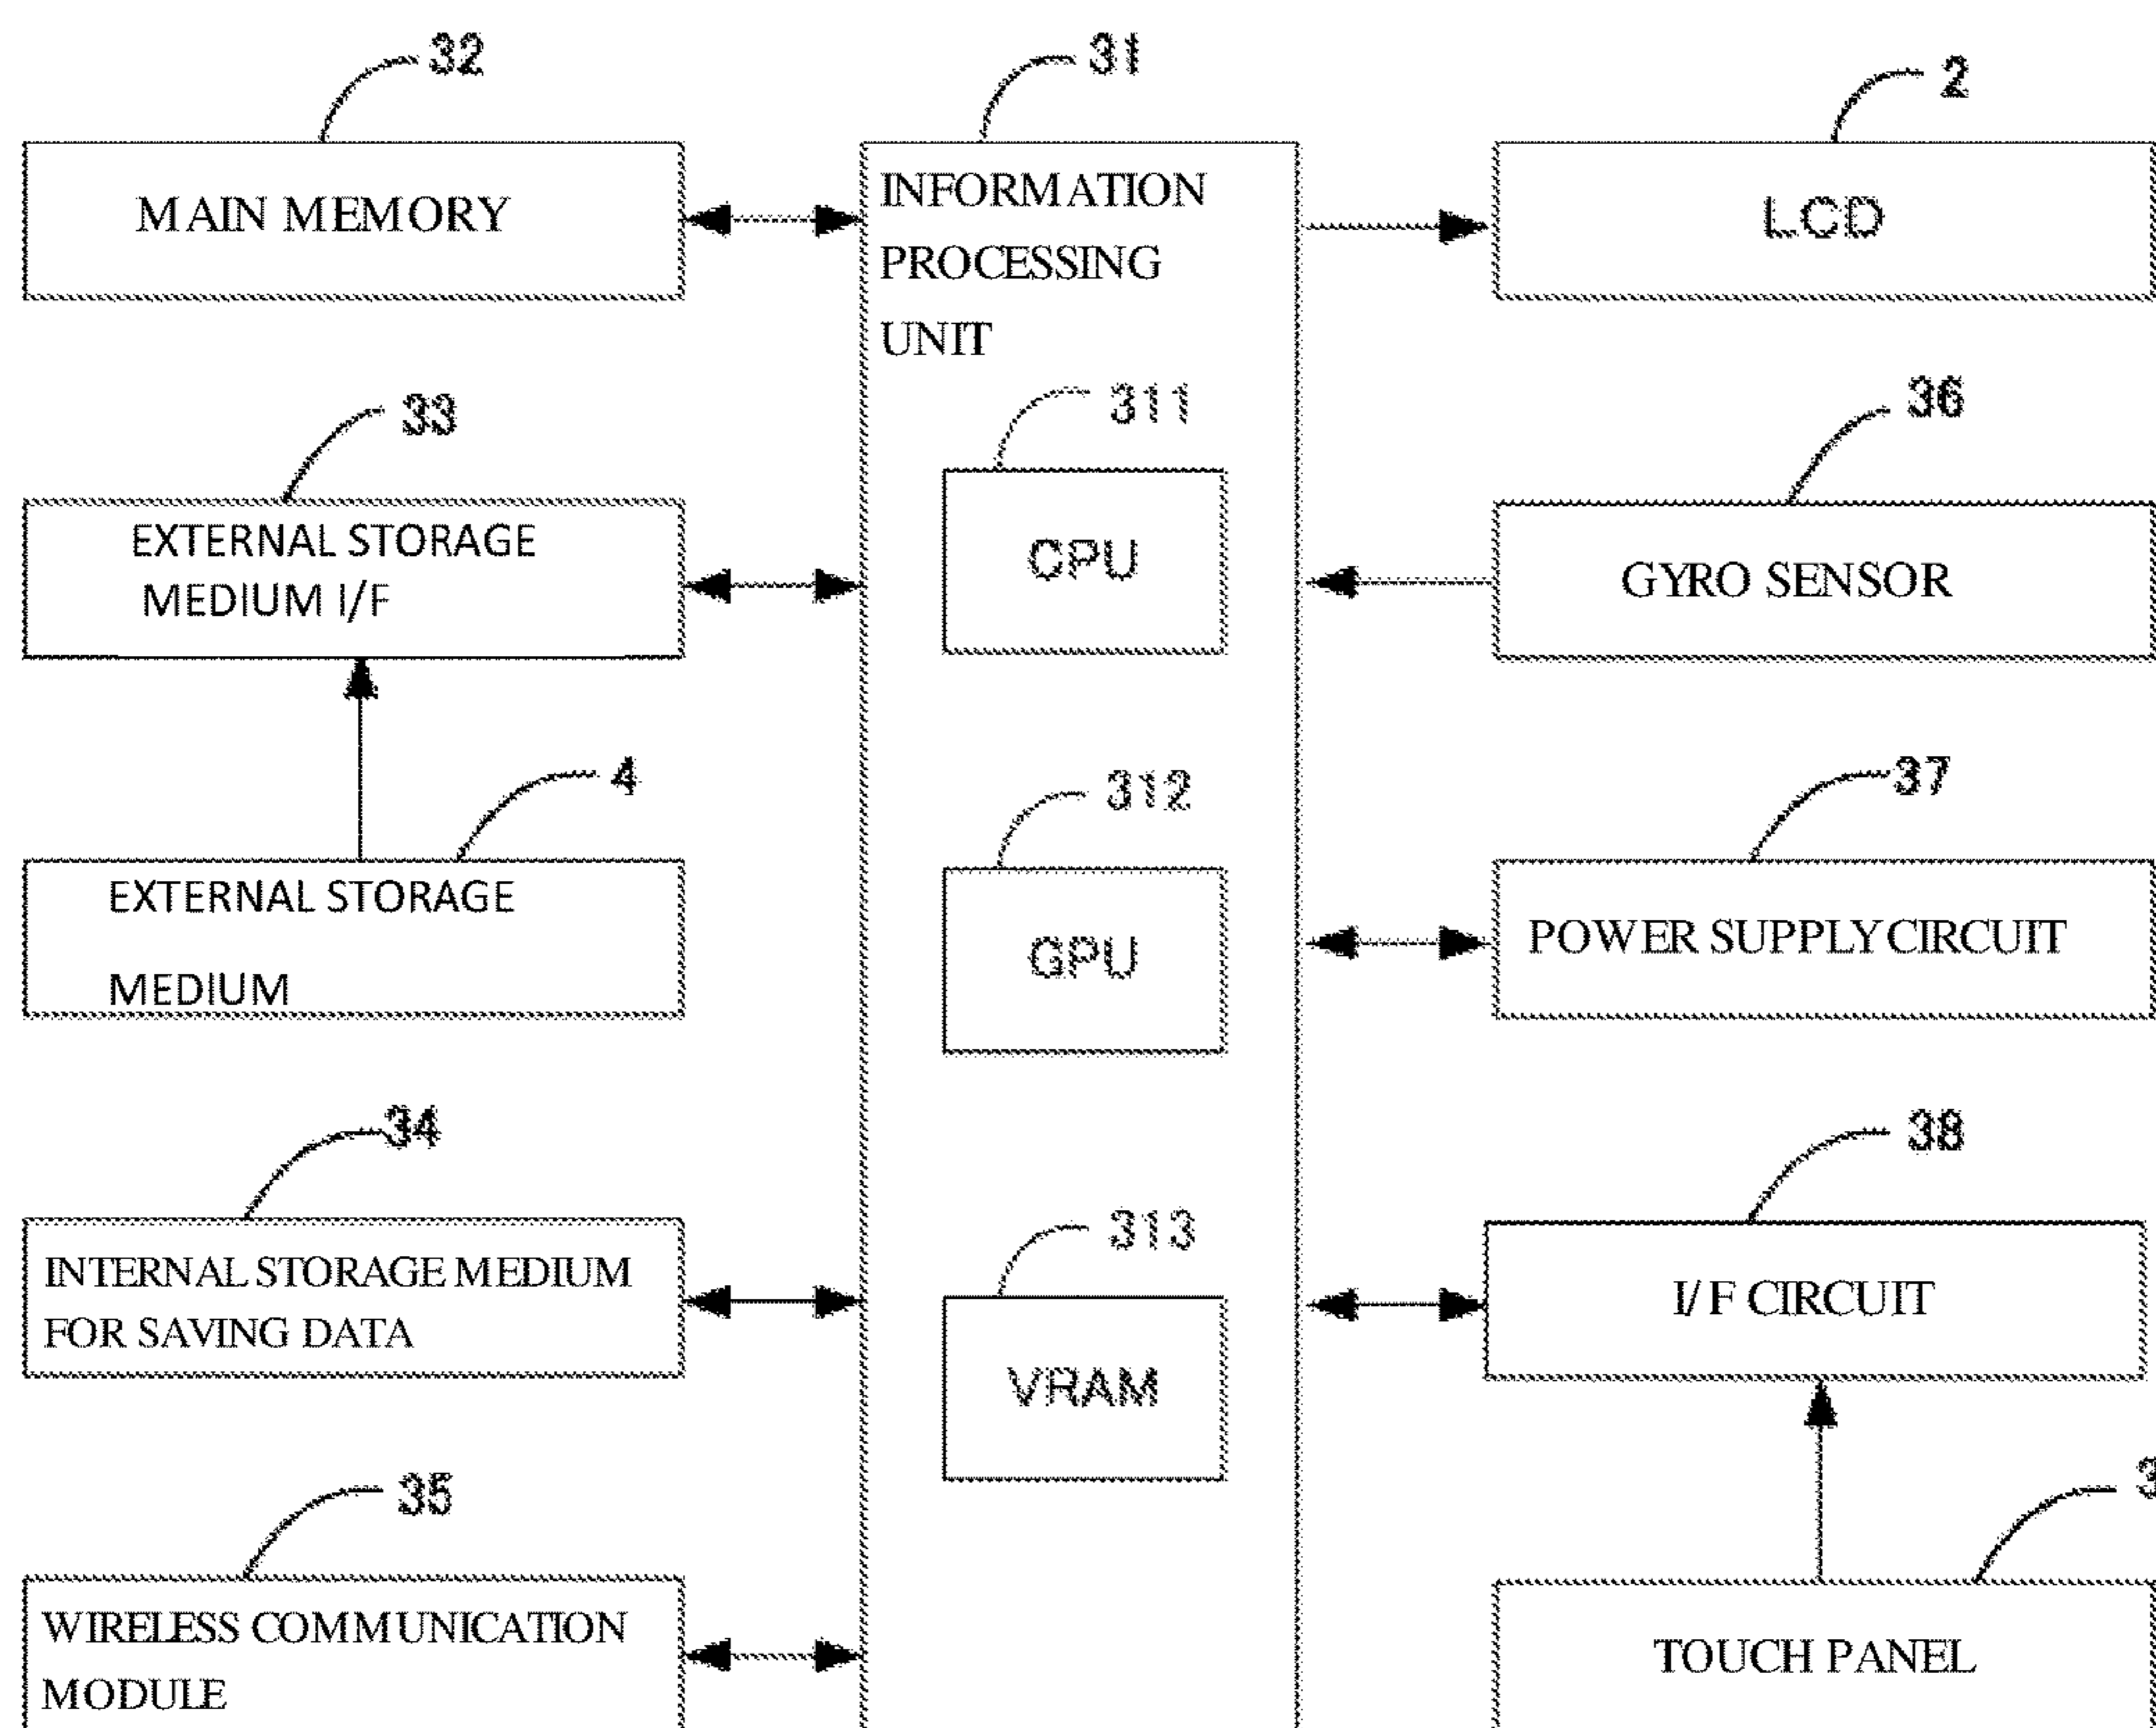 32
MAIN MEMORY
31
INFORMATION
PROCESSING
UNIT
2
LCD
33
EXTERNAL STORAGE
MEDIUM I/F
311
CPU
36
GYRO SENSOR
4
EXTERNAL STORAGE
MEDIUM
312
GPU
37
POWER SUPPLY CIRCUIT
34
INTERNAL STORAGE MEDIUM
FOR SAVING DATA
313
VRAM
38
I/F CIRCUIT
35
WIRELESS COMMUNICATION
MODULE
3
TOUCH PANEL